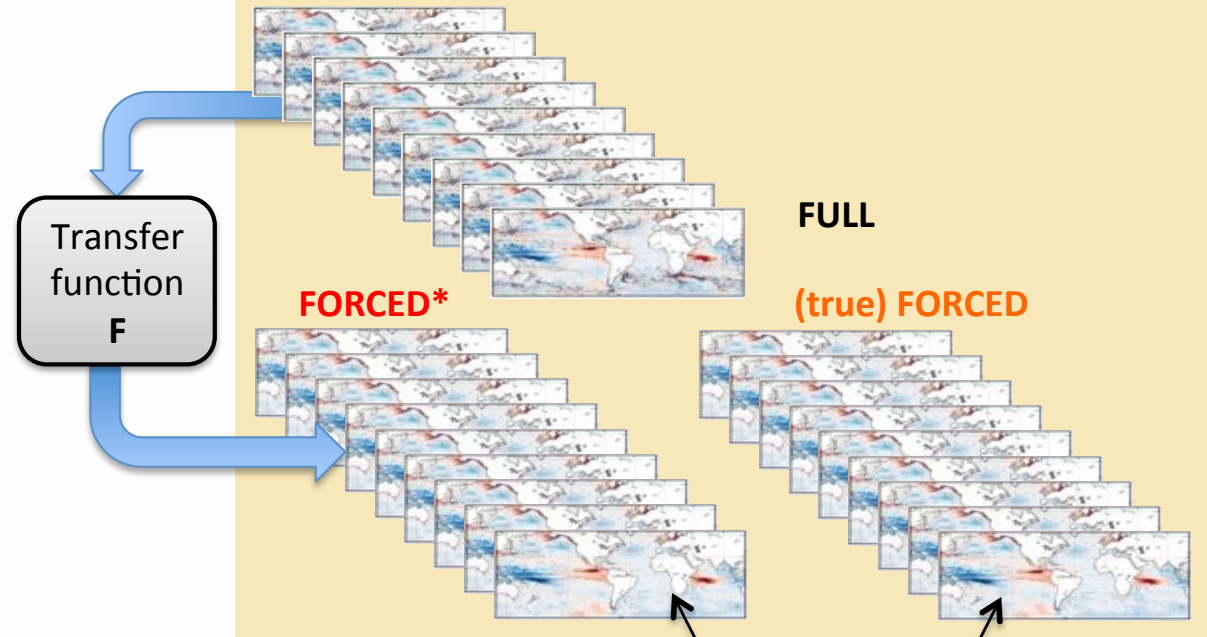 Transfer
function
F
FULL
FORCED*
(true) FORCED